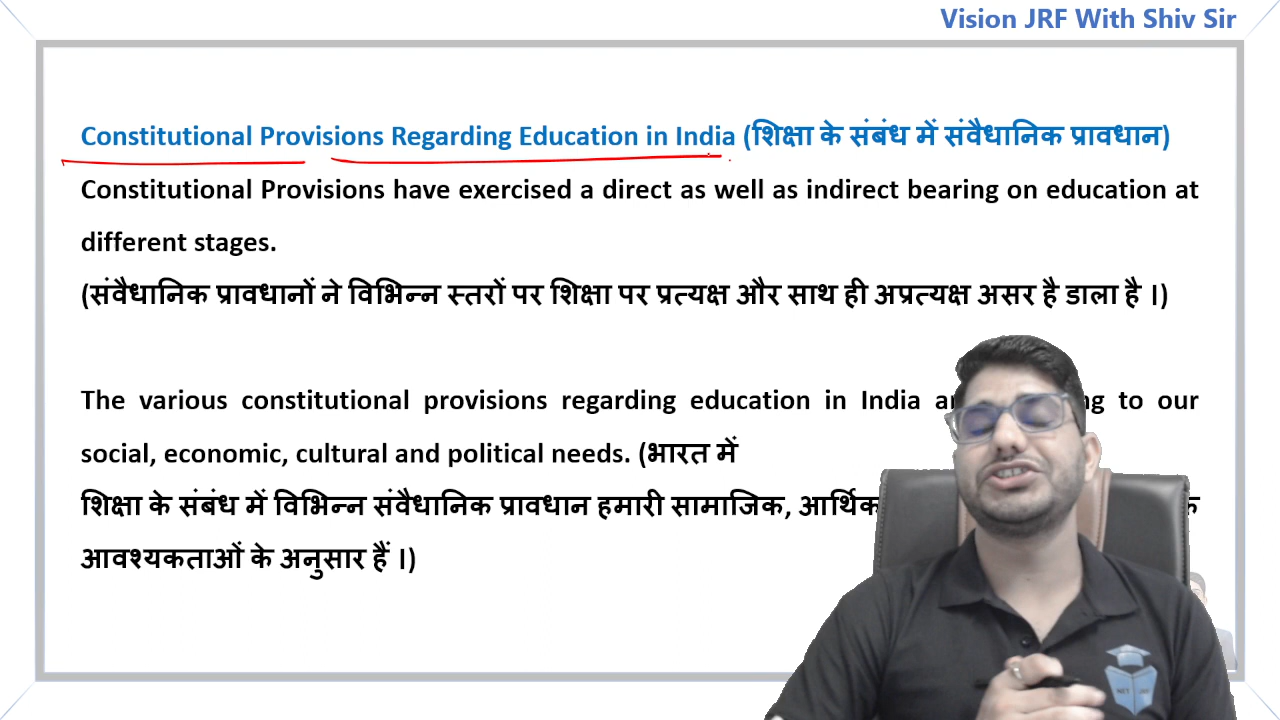 Vision JRF With Shiv Sir
Constitutional Provisions Regarding Education in India (शिक्षा के संबंध में संवैधानिक प्रावधान)
Constitutional Provisions have exercised a direct as well as indirect bearing on education at
different stages.
(संवैधानिक प्रावधानों ने विभिन्न स्तरों पर शिक्षा पर प्रत्यक्ष और साथ ही अप्रत्यक्ष असर है डाला है ।)
The various constitutional provisions regarding education in India to our
social, economic, cultural and political needs. (भारत में
शिक्षा के संबंध में विभिन्न संवैधानिक प्रावधान हमारी सामाजिक, आर्थिक
आवश्यकताओं के अनुसार हैं ।)
NET JRF